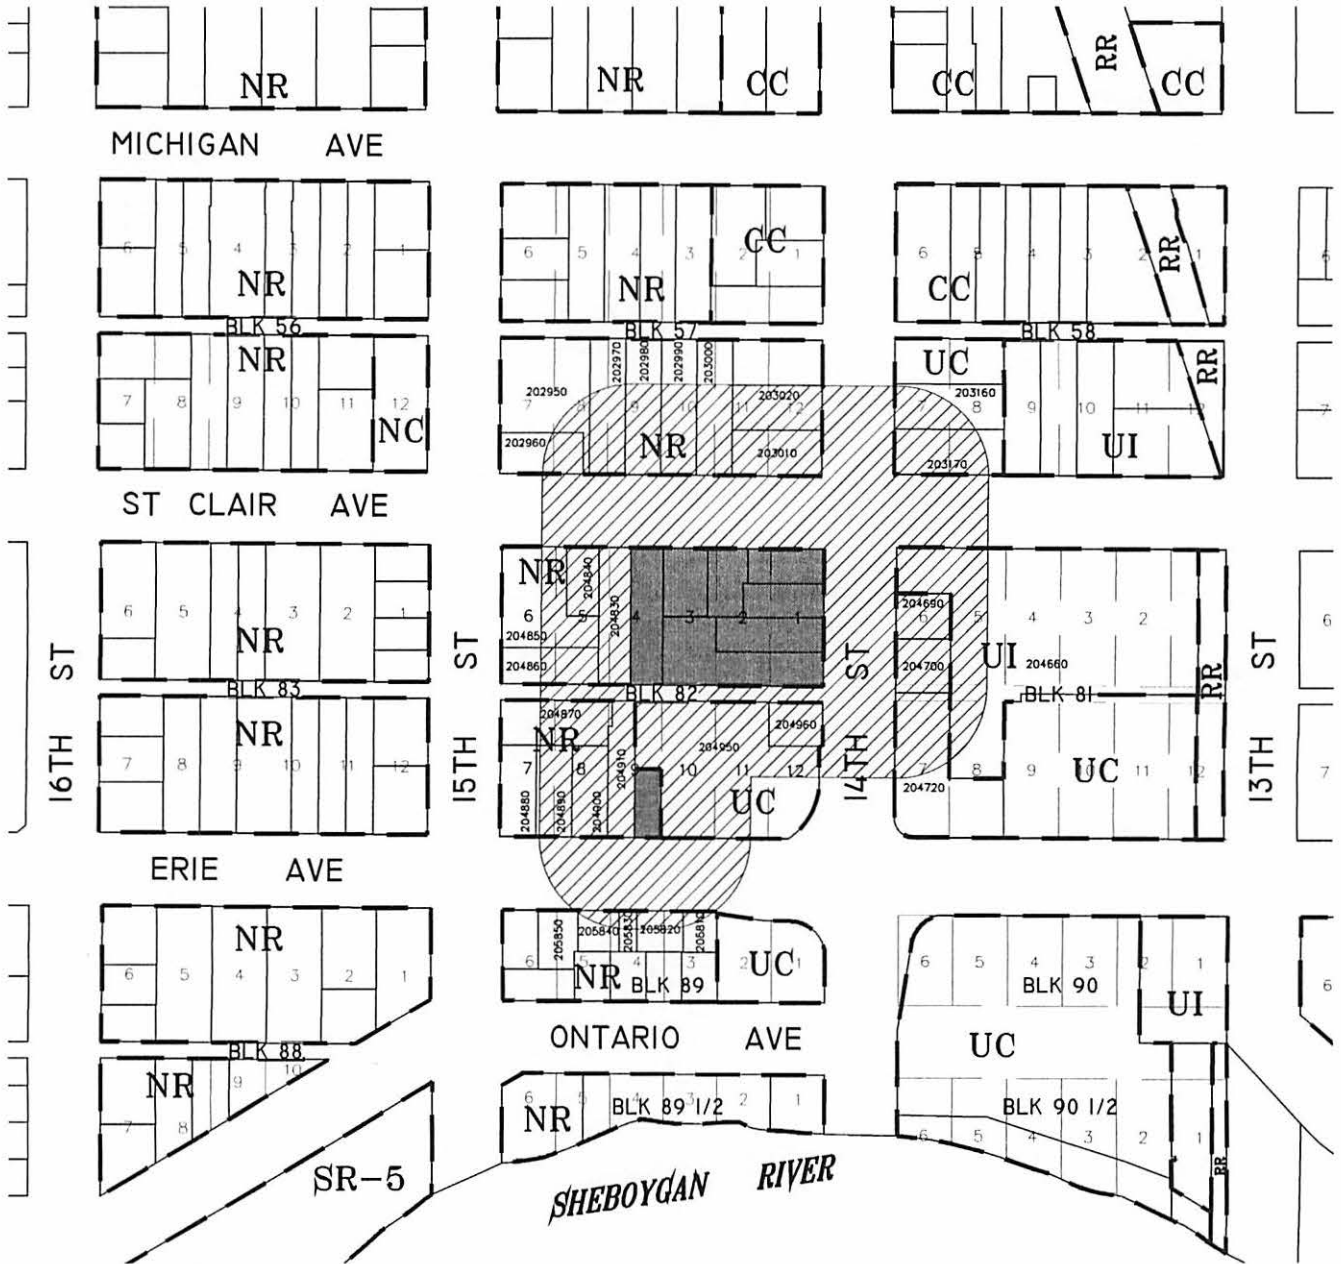 NR NR CC CC RR CC
MICHIGAN AVE
6 5 4 3 2 1
NR
6 5 4 3 2 1
NR CC
6 5 4 3 2 1
CC RR
6
BLK 56 BLK 57 BLK 58
NR
7 8 9 10 11 12
NC
202950 202970 202980 202990 203000 203020
7 8 9 10 11 12
202960 NR 203010
UC 203160 RR
7 8 9 10 11 12
203170 UI
7
ST CLAIR AVE
6 5 4 3 2 1
NR
NR 204840 204830
6 5 4 3 2 1
204850
204860
204690
6 5 4 3 2
204700 UI 204660 RR
6
16TH ST 15TH ST 14TH ST 13TH ST
BLK 83 BLK 82 BLK 81
NR
7 8 9 10 11 12
204870 NR 204910 204950 204960
7 8 9 10 11 12
204880 204890 204900 UC
7 8 9 10 11 12
204720 UC
7
ERIE AVE
NR
6 5 4 3 2 1
205850 205840 205830 205820 205810
6 4 3 2 1
NR BLK 89 UC
6 5 4 3 2 1
BLK 90 UI
6
BLK 88
ONTARIO AVE
UC
NR 9 10
7 8
6 5 4 3 2 1
NR BLK 89 1/2
BLK 90 1/2
6 5 4 3 2 1
RR
SR-5
SHEBOYGAN RIVER